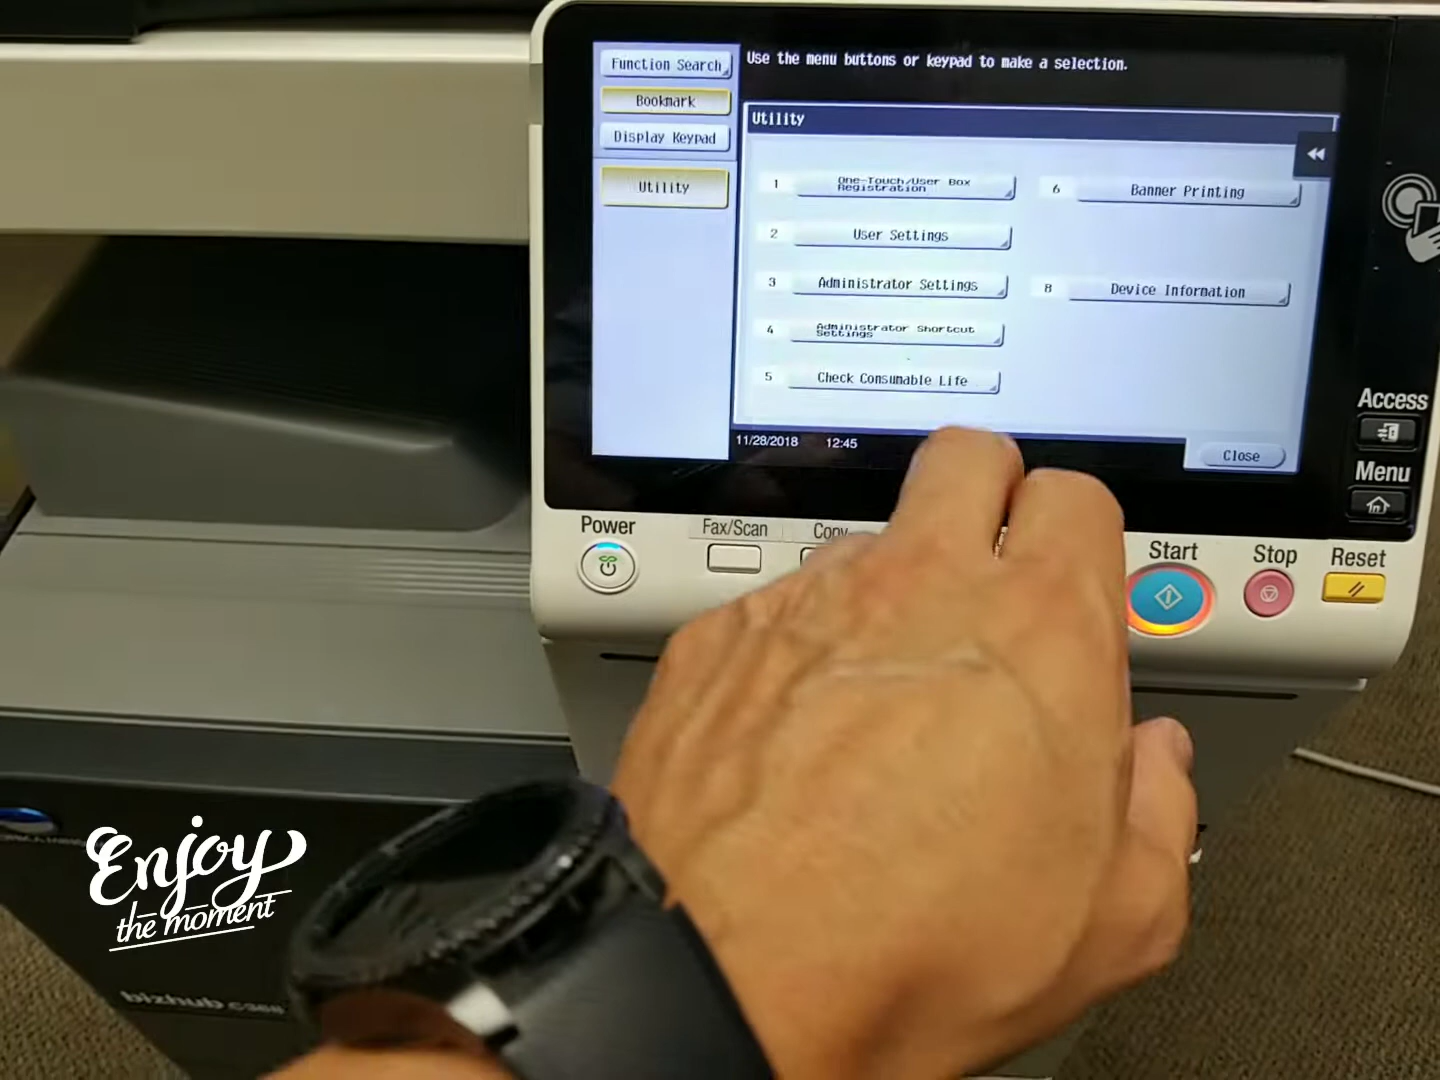 Function Search
Bookmark
Display Keypad
Utility
Use the menu buttons or keypad to make a selection.
Utility
1 One-Touch/User Box
Registration
2 User Settings
3 Administrator Settings
4 Administrator Shortcut
Settings
5 Check Consumable Life
6 Banner Printing
8 Device Information
11/28/2018 12:45
Close
Access
Menu
Power
Fax/Scan
Copy
Start
Stop
Reset
Enjoy
the moment
bizhub C368